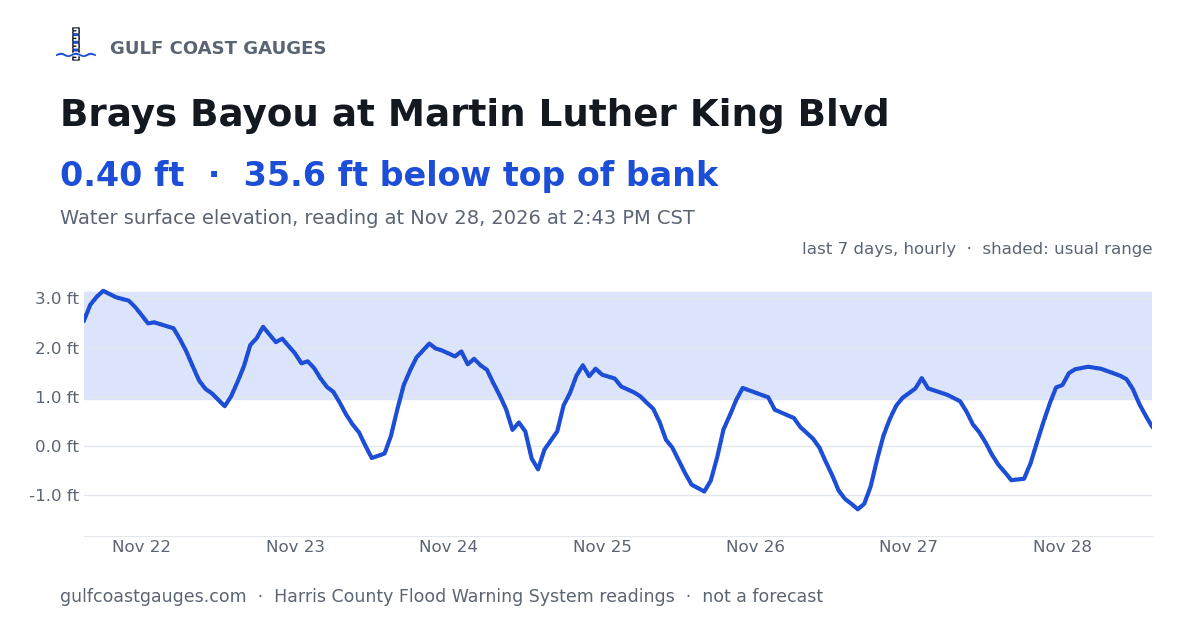 GULF COAST GAUGES
Brays Bayou at Martin Luther King Blvd
0.40 ft · 35.6 ft below top of bank
Water surface elevation, reading at Nov 28, 2026 at 2:43 PM CST
last 7 days, hourly · shaded: usual range
3.0 ft
2.0 ft
1.0 ft
0.0 ft
-1.0 ft
Nov 22 Nov 23 Nov 24 Nov 25 Nov 26 Nov 27 Nov 28
gulfcoastgauges.com · Harris County Flood Warning System readings · not a forecast